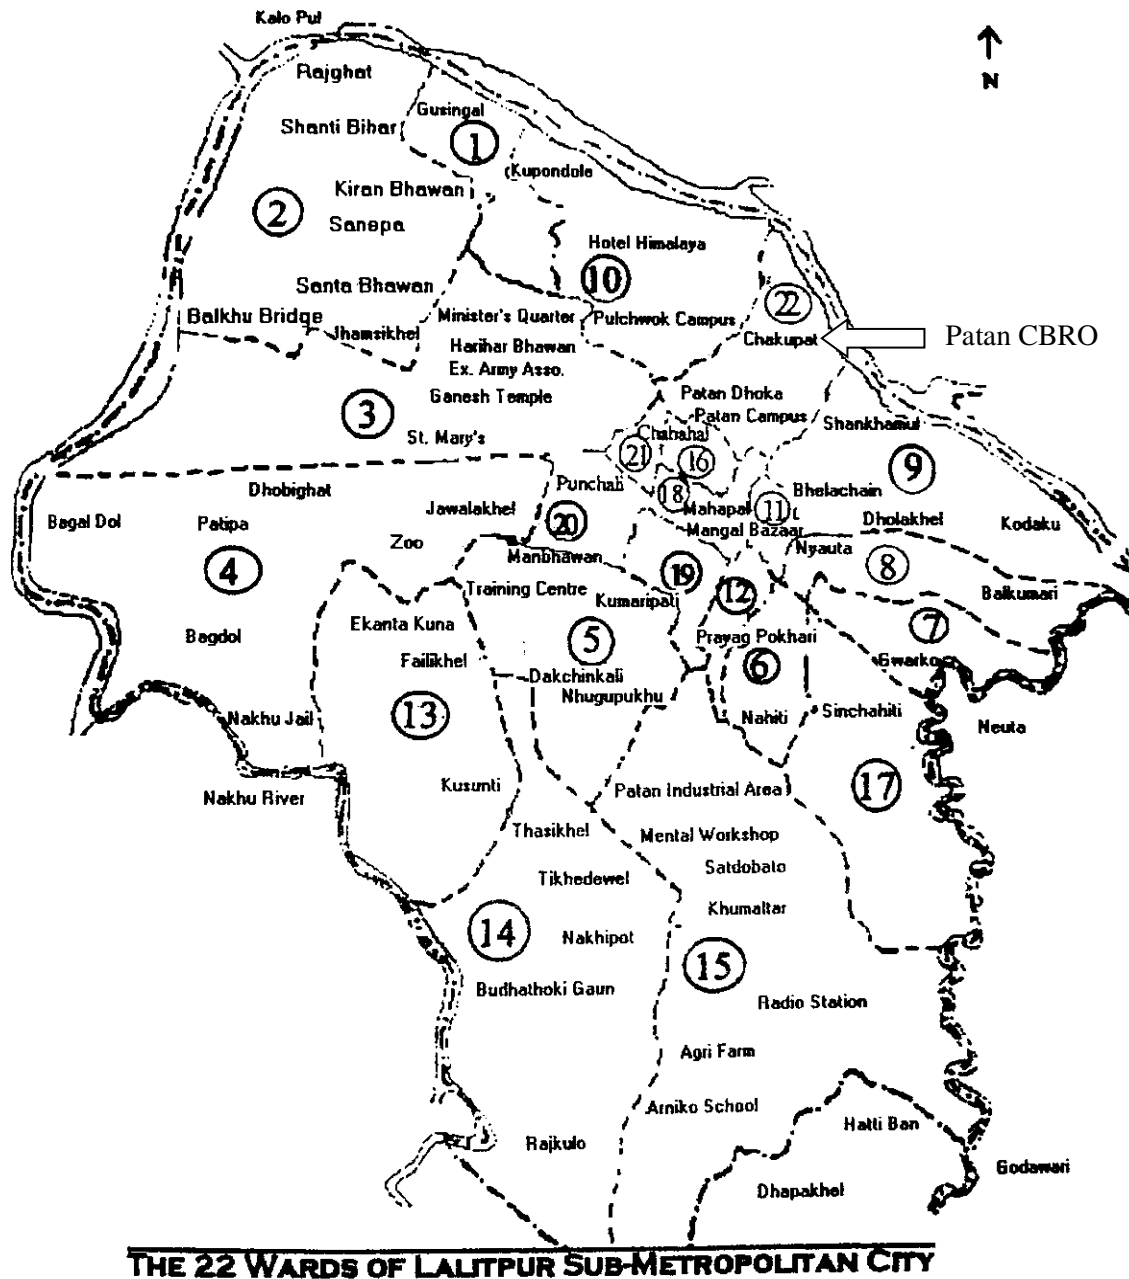 Kalo Pul
Rajghat
N
Gusingal
Shanti Bihar
1
Kupondole
Kiran Bhawan
2
Sanepa
Hotel Himalaya
10
Santa Bhawan
22
Balkhu Bridge
Minister's Quarter
Pulchwok Campus
Jhamsikhel
Chakupat
Patan CBRO
Harihar Bhawan
Ex. Army Asso.
Ganesh Temple
Patan Dhoka
3
Patan Campus
Shankhamul
St. Mary's
Chahahal
21
16
9
Dhobighat
Punchali
18
Bhelachain
Jawalakhel
Mahapal
11
Bagal Dol
Patipa
20
Mangal Bazaar
Dholakhel
Kodaku
Zoo
Manbhawan
Nyauta
4
19
8
Training Centre
Kumaripati
12
Balkumari
Ekanta Kuna
7
Bagdol
5
Prayag Pokhari
Failikhel
6
Gwarko
Dakchinkali
Nhugupukhu
13
Nakhu Jail
Nahiti
Sinchahiti
Neuta
Kusunti
Patan Industrial Area
17
Nakhu River
Thasikhel
Mental Workshop
Satdobato
Tikhedewel
Khumaltar
14
Nakhipot
15
Budhathoki Gaun
Radio Station
Agri Farm
Arniko School
Hatti Ban
Rajkulo
Godawari
Dhapakhel
THE 22 WARDS OF LALITPUR SUB-METROPOLITAN CITY